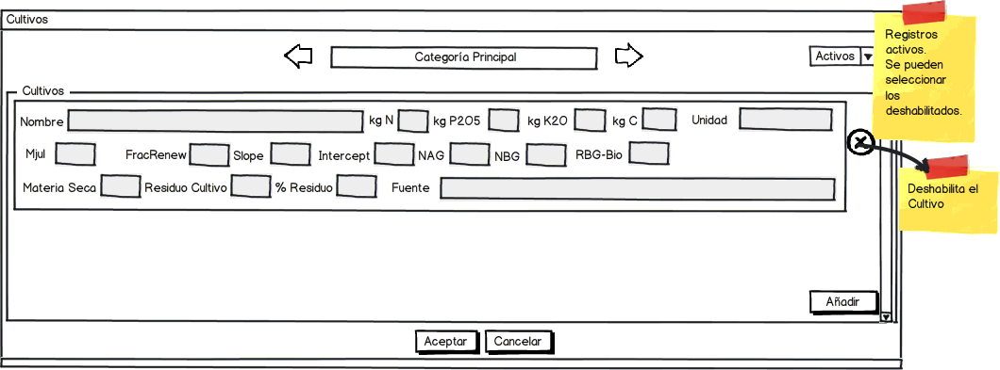 Cultivos
Categoría Principal
Activos
Registros
activos.
Se pueden
seleccionar
los
deshabilitados.
Cultivos
Nombre kg N kg P2O5 kg K2O kg C Unidad
Mjul FracRenew Slope Intercept NAG NBG RBG-Bio
Materia Seca Residuo Cultivo % Residuo Fuente
Deshabilita el
Cultivo
Añadir
Aceptar Cancelar